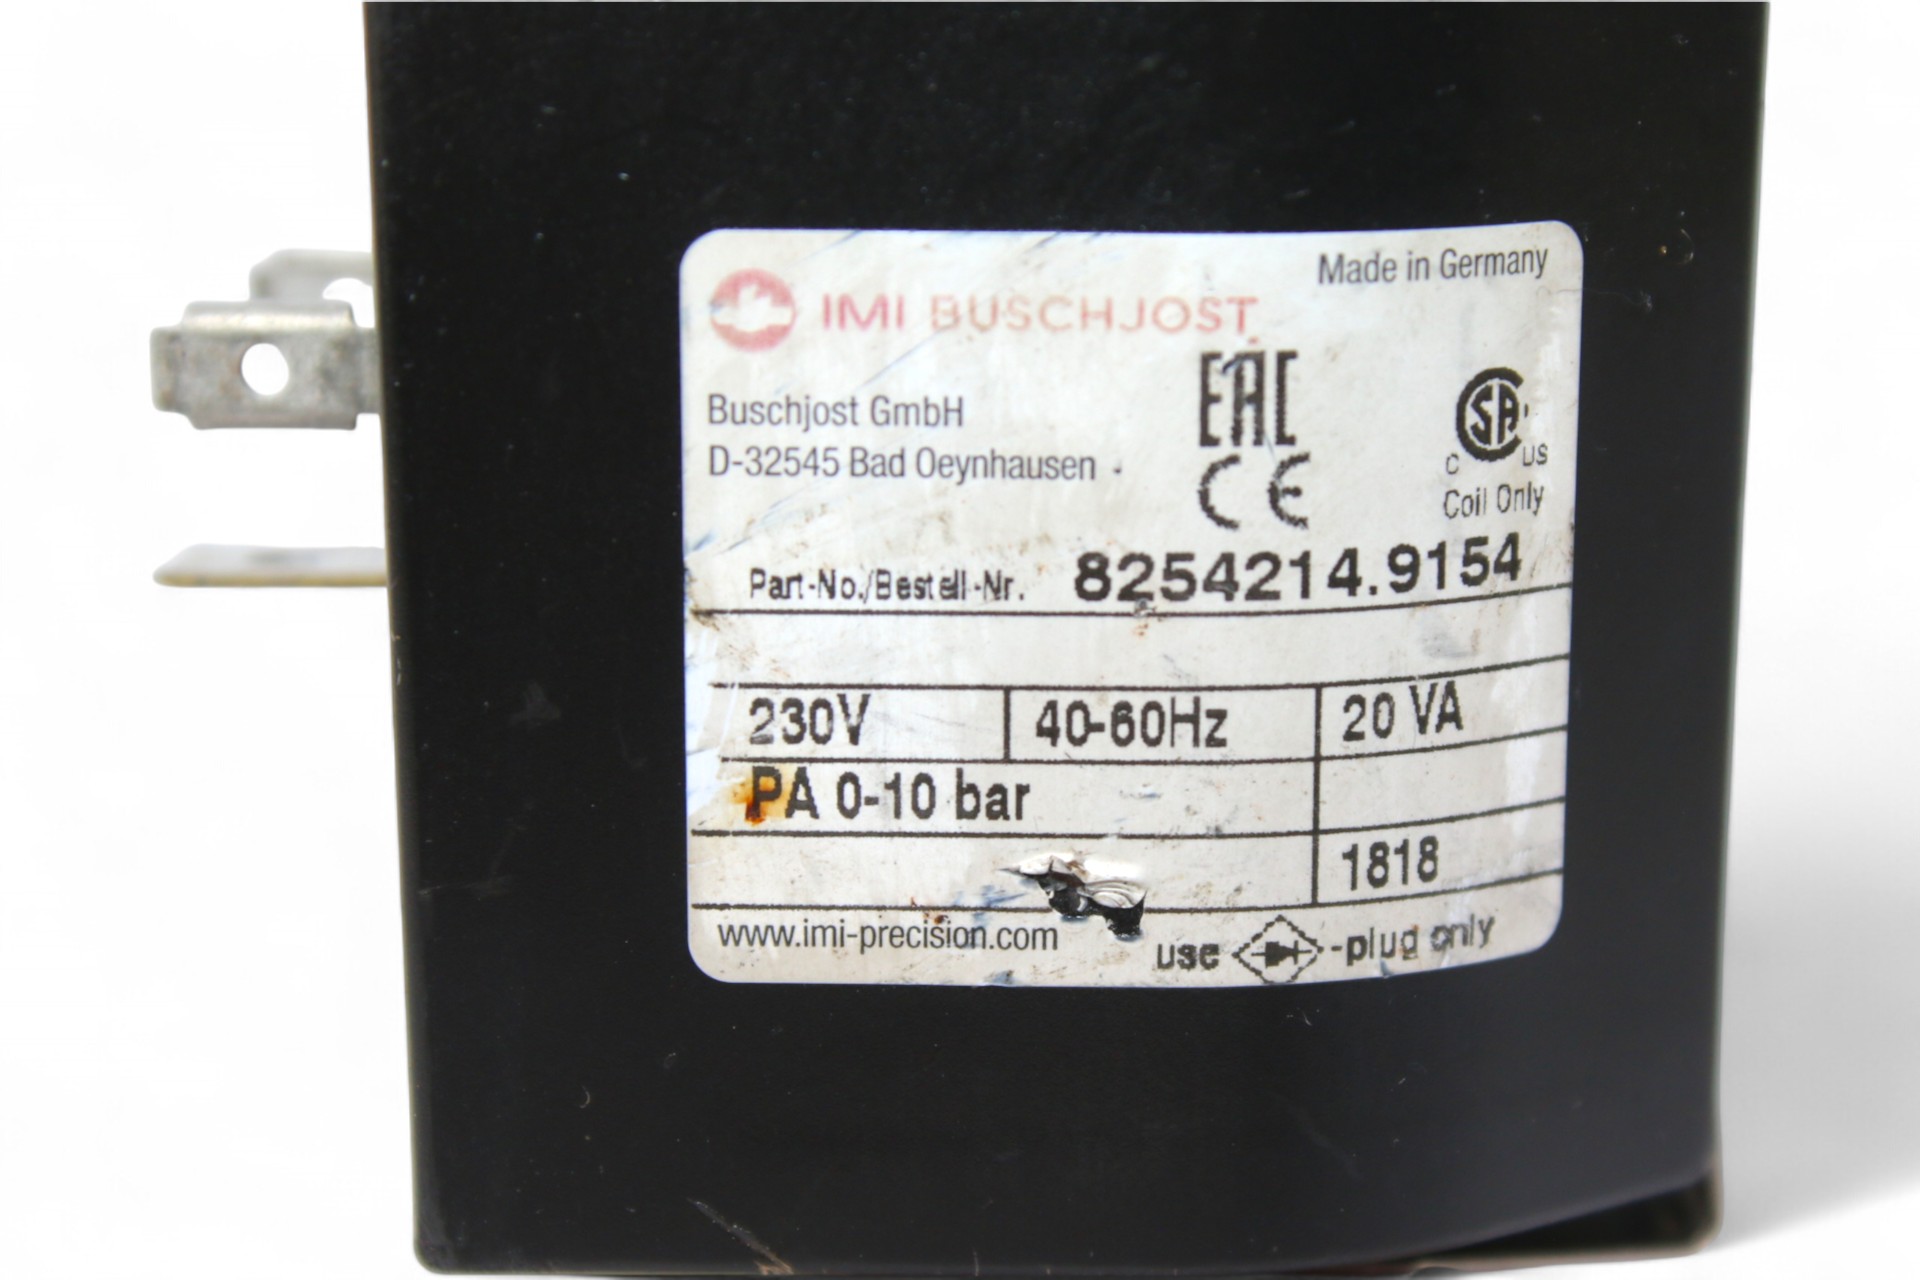 IMI BUSCHJOST
Made in Germany
EAC
Buschjost GmbH
D-32545 Bad Oeynhausen
CE
SA
C US
Coil Only
Part-No./Bestell-Nr. 8254214.9154
230V 40-60Hz 20 VA
PA 0-10 bar
1818
www.imi-precision.com
use -plug only